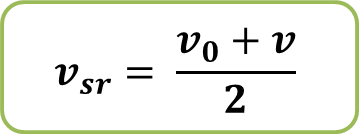 v_sr = (v_0 + v) / 2